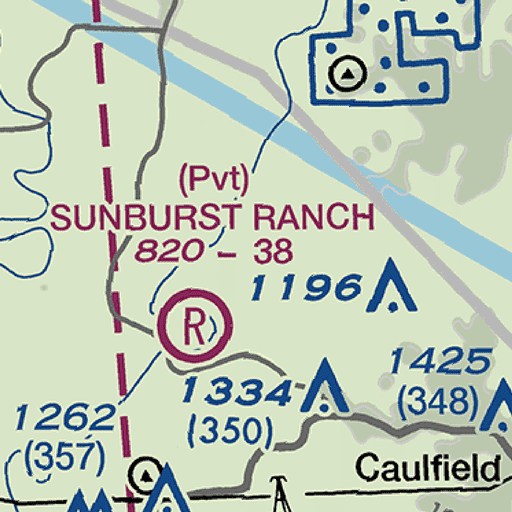 (Pvt)
SUNBURST RANCH
820 - 38
1196
R
1425
(348)
1334
(350)
1262
(357)
Caulfield